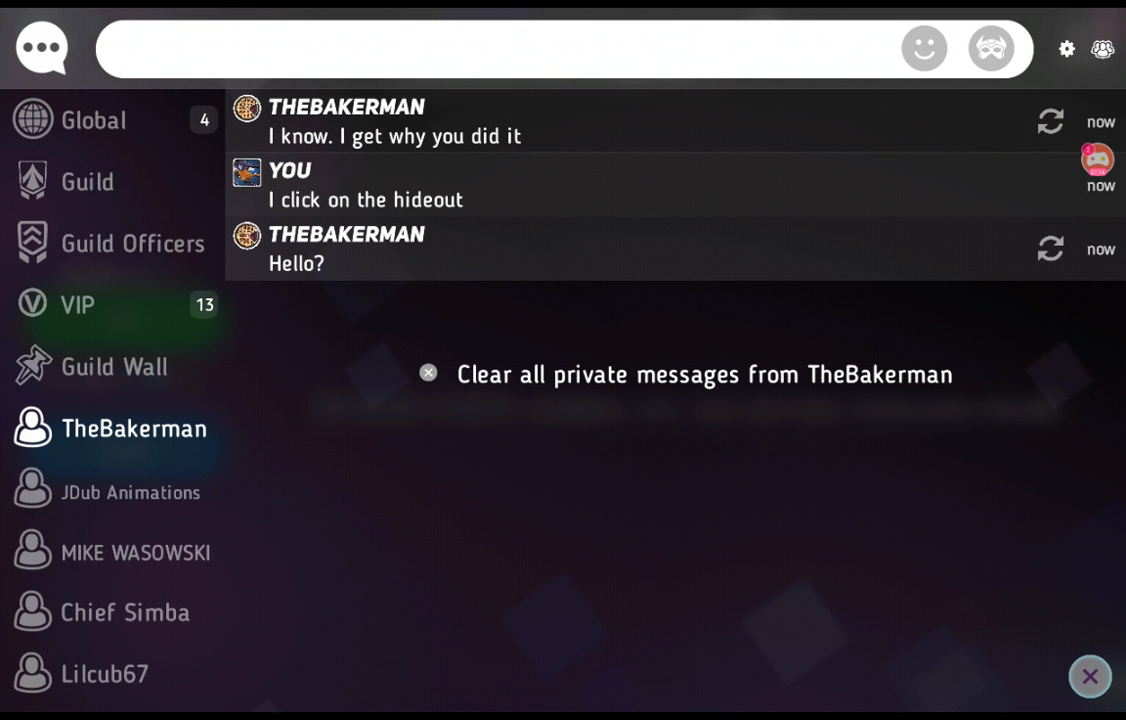 Global
4
Guild
Guild Officers
VIP
13
Guild Wall
TheBakerman
JDub Animations
MIKE WASOWSKI
Chief Simba
Lilcub67
THEBAKERMAN
now
I know. I get why you did it
YOU
now
I click on the hideout
THEBAKERMAN
now
Hello?
Clear all private messages from TheBakerman